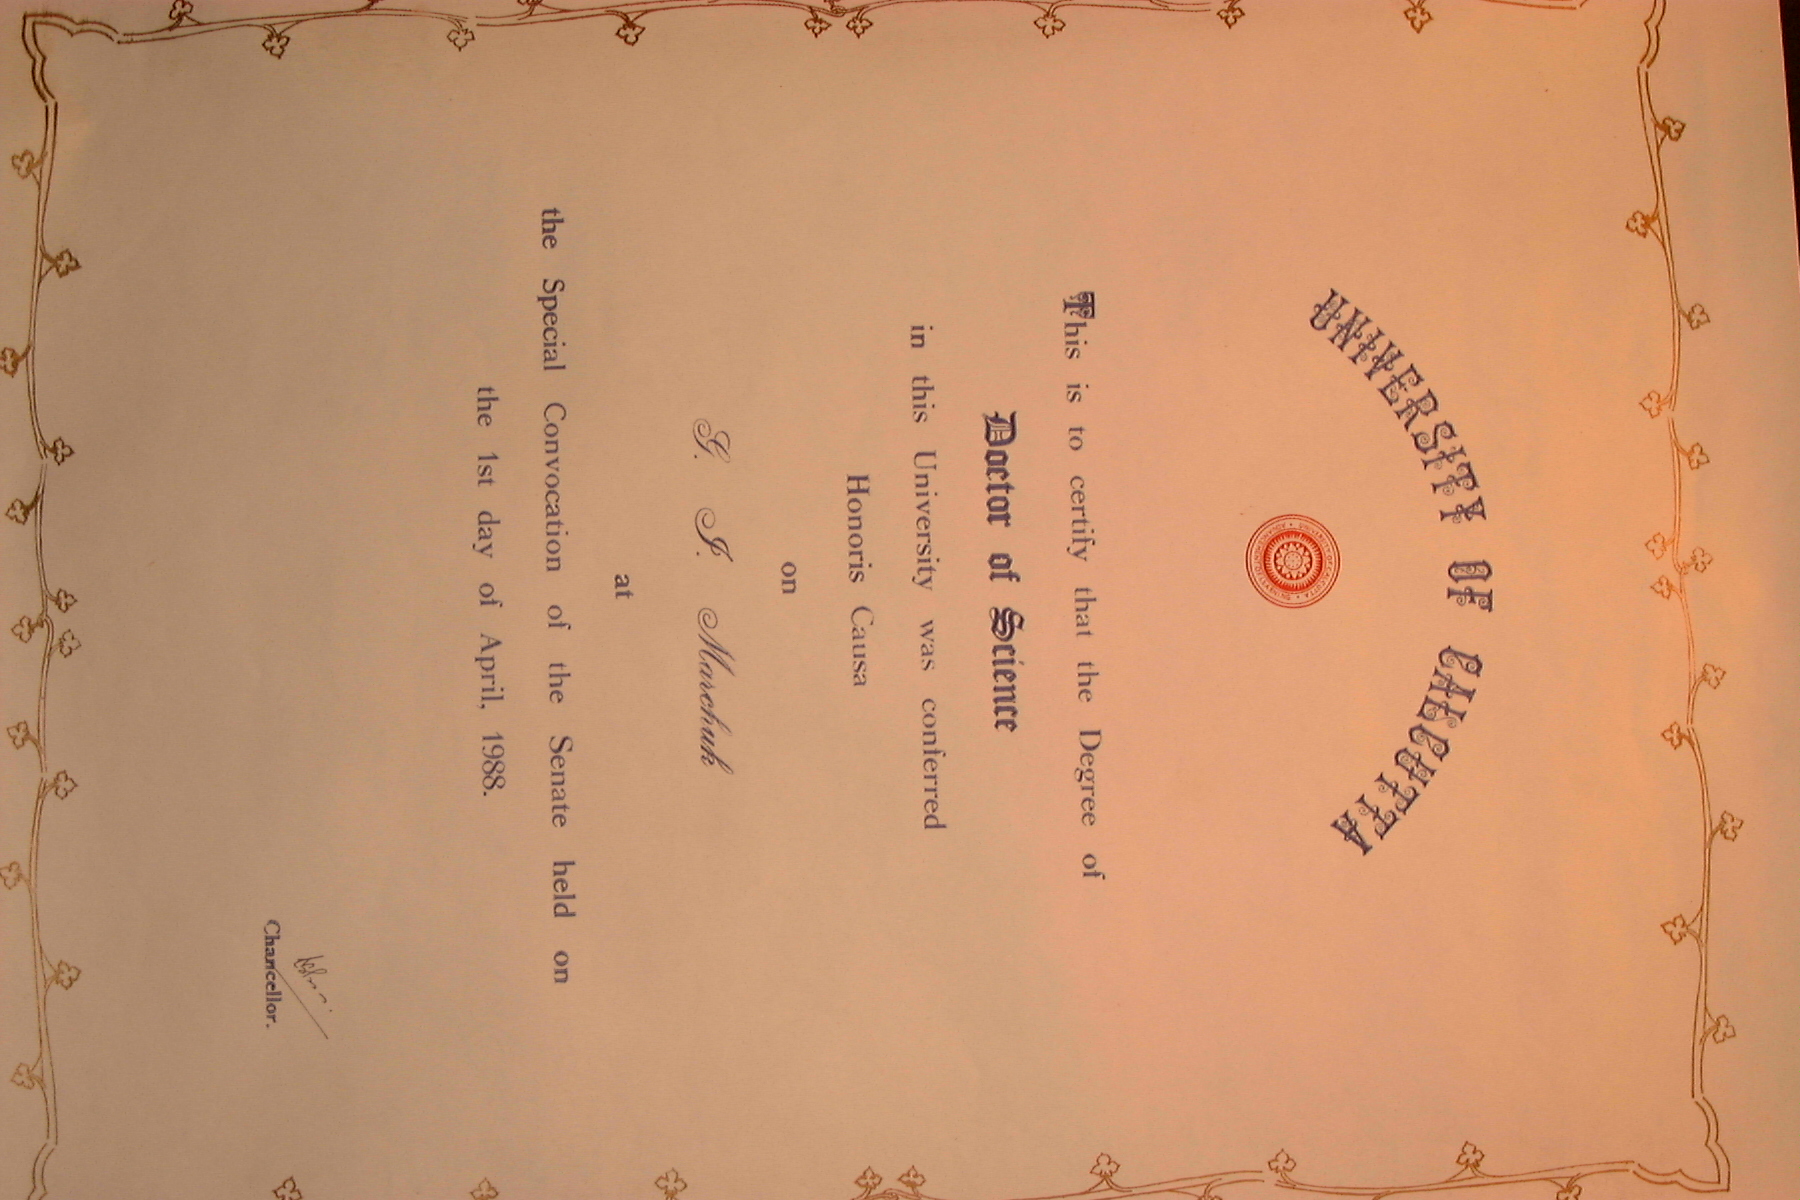 UNIVERSITY OF CALCUTTA
This is to certify that the Degree of
Doctor of Science
in this University was conferred
Honoris Causa
on
G. I. Marchuk
at
the Special Convocation of the Senate held on
the 1st day of April, 1988.
Chancellor.